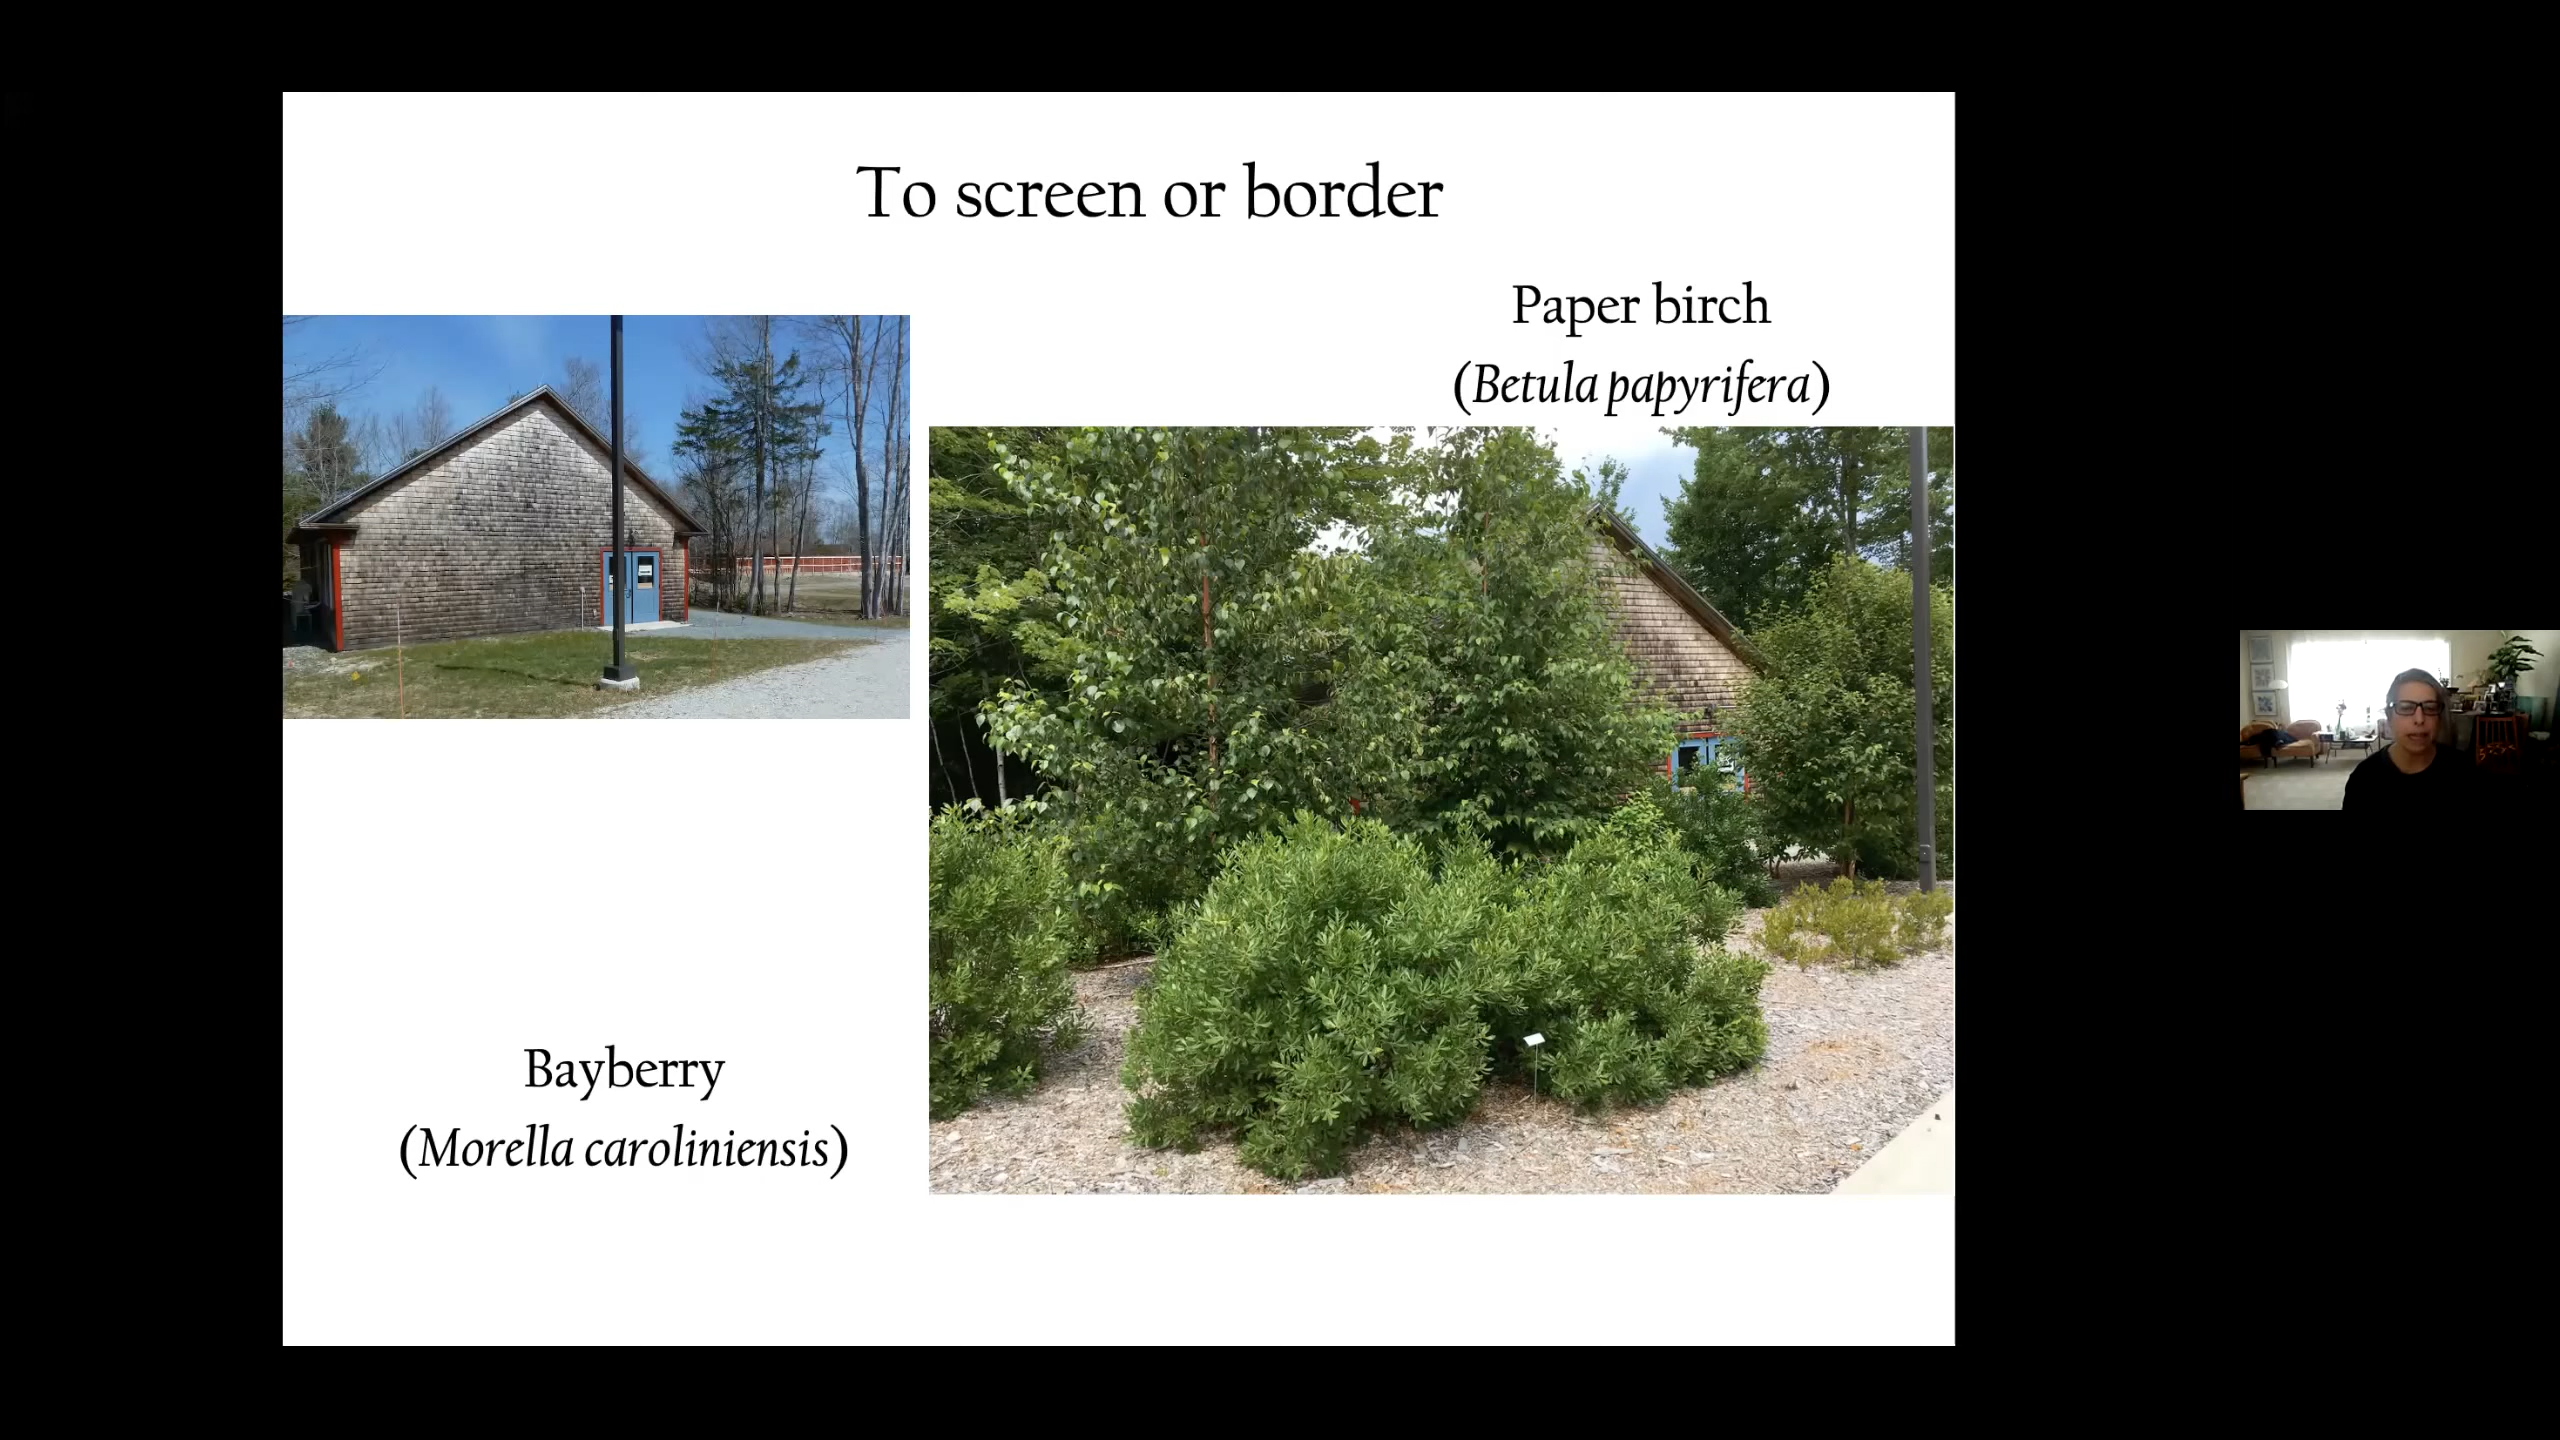 To screen or border
Paper birch
(Betula papyrifera)
Bayberry
(Morella caroliniensis)